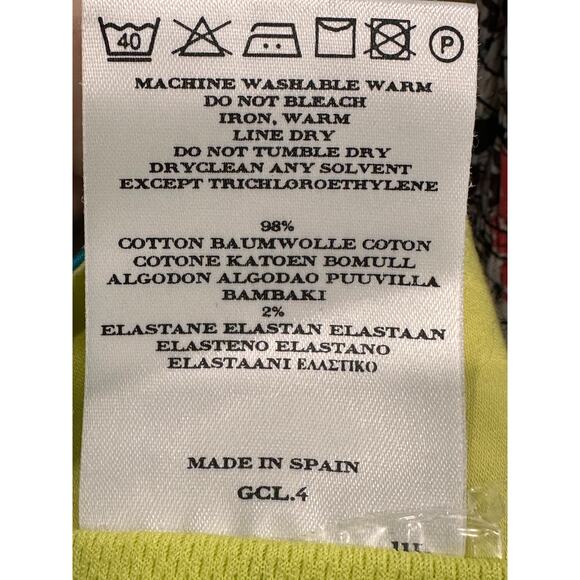 40 P
MACHINE WASHABLE WARM
DO NOT BLEACH
IRON, WARM
LINE DRY
DO NOT TUMBLE DRY
DRYCLEAN ANY SOLVENT
EXCEPT TRICHLOROETHYLENE
98%
COTTON BAUMWOLLE COTON
COTONE KATOEN BOMULL
ALGODON ALGODAO PUUVILLA
BAMBAKI
2%
ELASTANE ELASTAN ELASTAAN
ELASTENO ELASTANO
ELASTAANI ΕΛΑΣΤΙΚΟ
MADE IN SPAIN
GCL.4